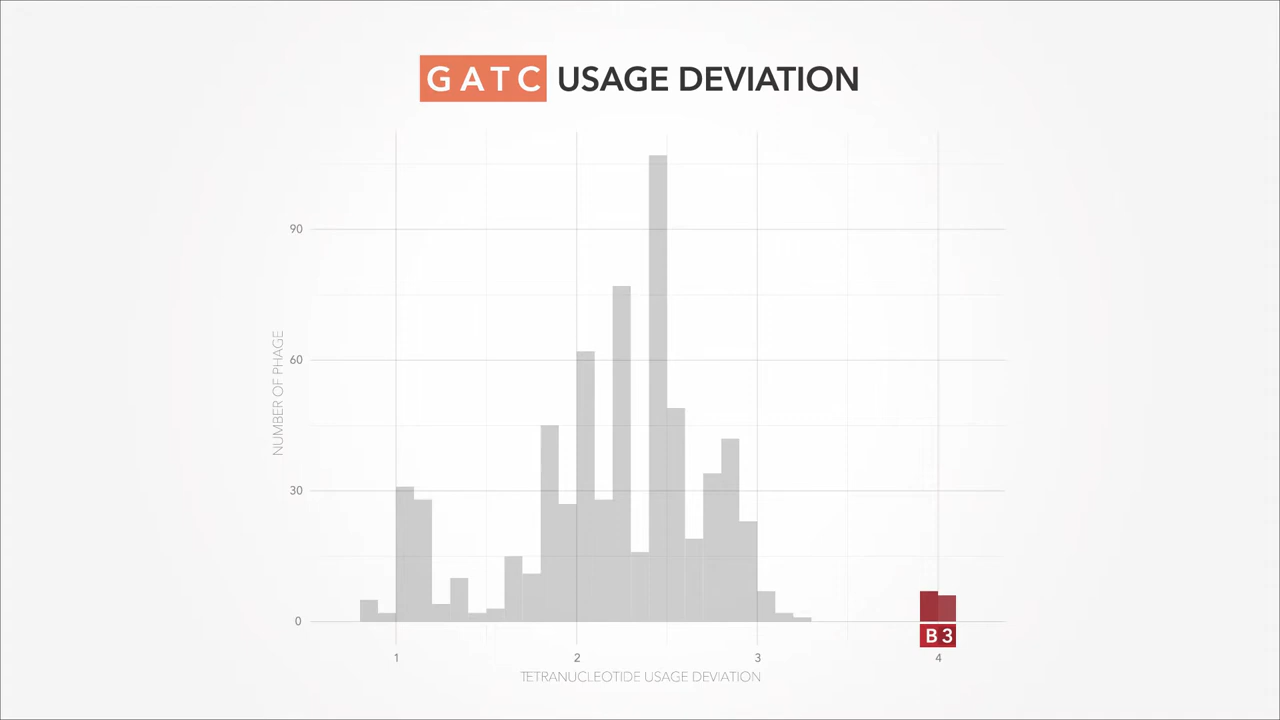 GATC USAGE DEVIATION
90
60
30
0
NUMBER OF PHAGE
B3
1 2 3 4
TETRANUCLEOTIDE USAGE DEVIATION